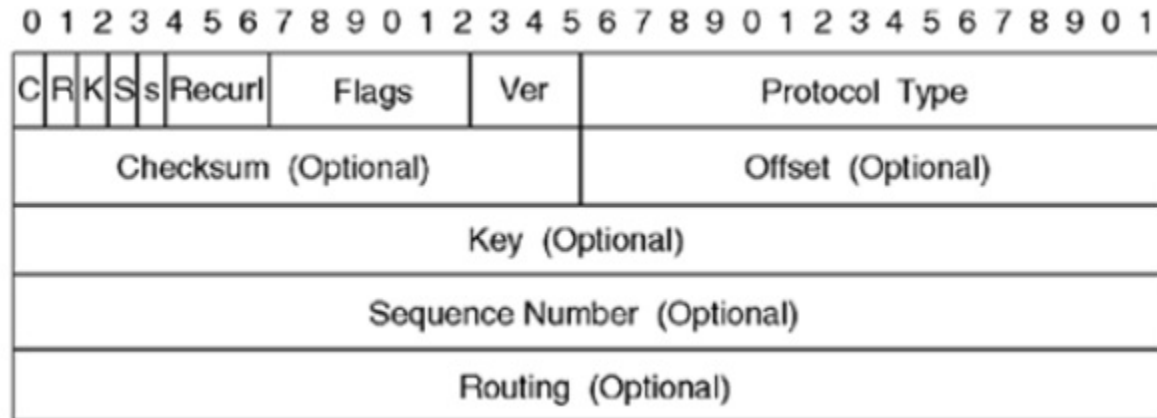 0 1 2 3 4 5 6 7 8 9 0 1 2 3 4 5 6 7 8 9 0 1 2 3 4 5 6 7 8 9 0 1
C R K S s Recurl Flags Ver Protocol Type
Checksum (Optional) Offset (Optional)
Key (Optional)
Sequence Number (Optional)
Routing (Optional)